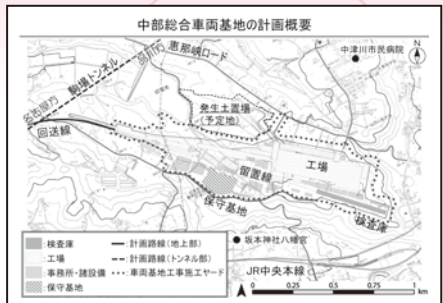 中部総合車両基地の計画概要
恵那峡ロード
中津川市民病院
N
品川方
駒場トンネル
名古屋方
回送線
発生土置場
(予定地)
工場
留置線
保守基地
検査庫
坂本神社八幡宮
JR中央本線
:検査庫
:工場
:事務所・諸設備
:保守基地
:計画路線(地上部)
:計画路線(トンネル部)
:車両基地工事施工ヤード
0 0.25 0.5 0.75 1
km